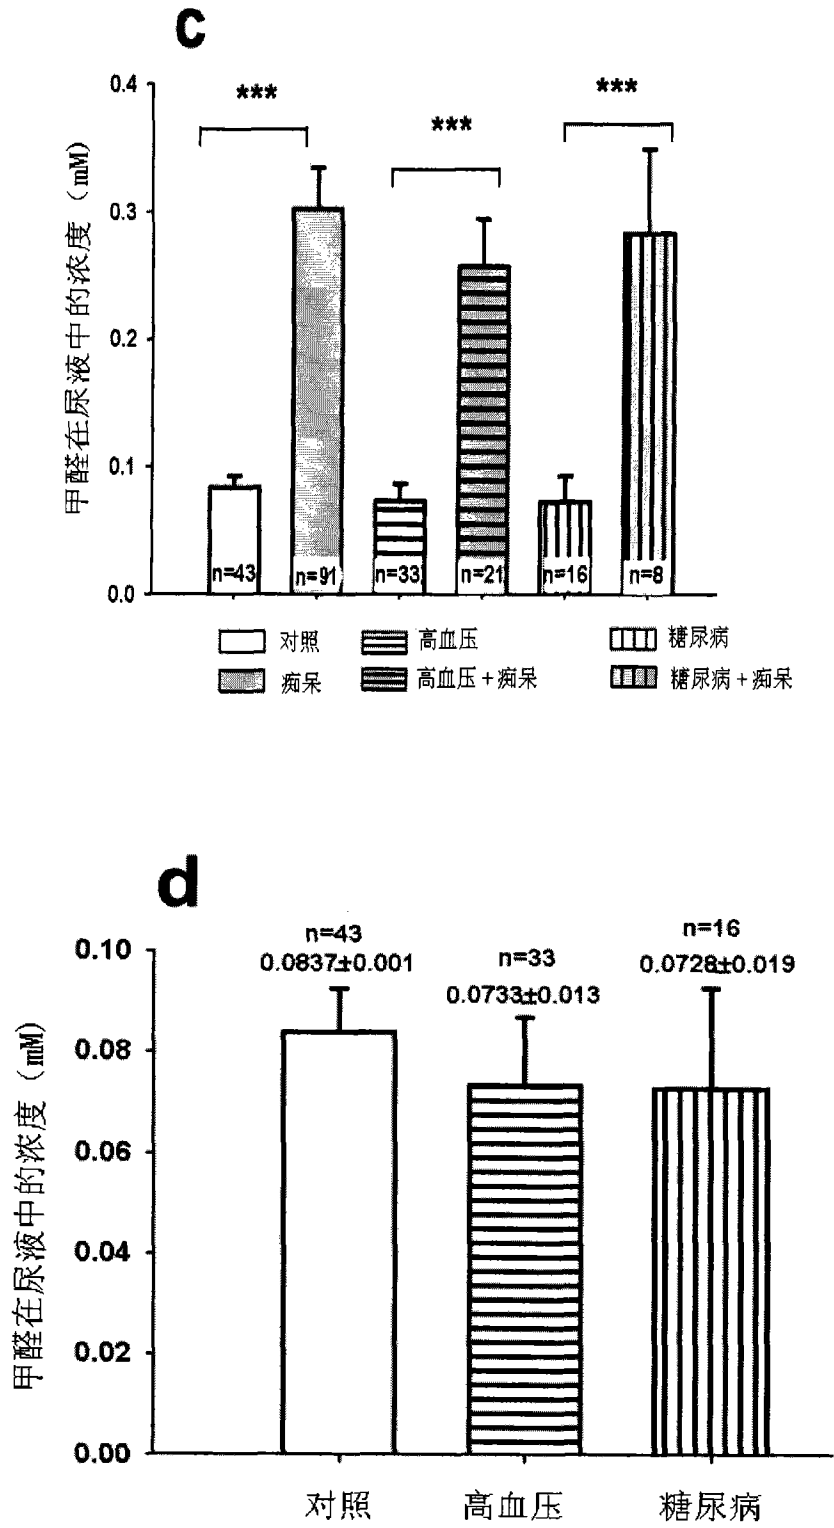 c
甲醛在尿液中的浓度（mM）
0.4
0.3
0.2
0.1
0.0
*** *** ***
n=43 n=91 n=33 n=21 n=16 n=8
对照 高血压 糖尿病
痴呆 高血压+痴呆 糖尿病+痴呆
d
甲醛在尿液中的浓度（mM）
0.10
0.08
0.06
0.04
0.02
0.00
n=43
0.0837±0.001
n=33
0.0733±0.013
n=16
0.0728±0.019
对照 高血压 糖尿病